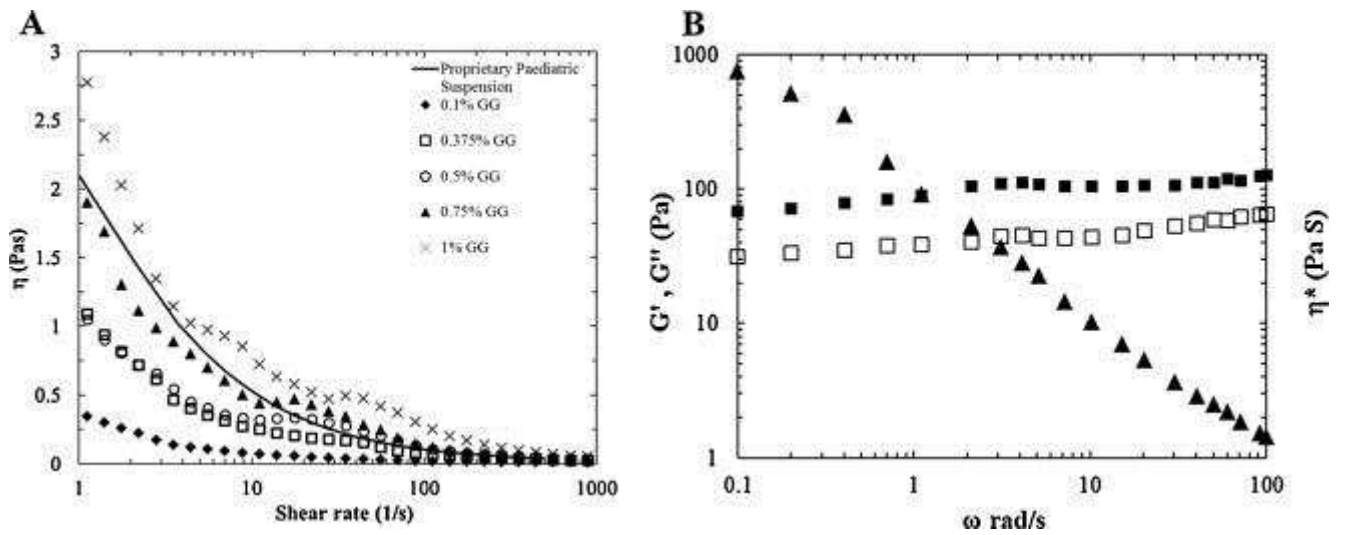 A
3
2.5
2
1.5
1
0.5
0
η (Pas)
1
10
100
1000
Shear rate (1/s)
Proprietary Paediatric
Suspension
0.1% GG
0.375% GG
0.5% GG
0.75% GG
1% GG
B
1000
100
10
1
G' , G'' (Pa)
η* (Pa S)
0.1
1
10
100
ω rad/s